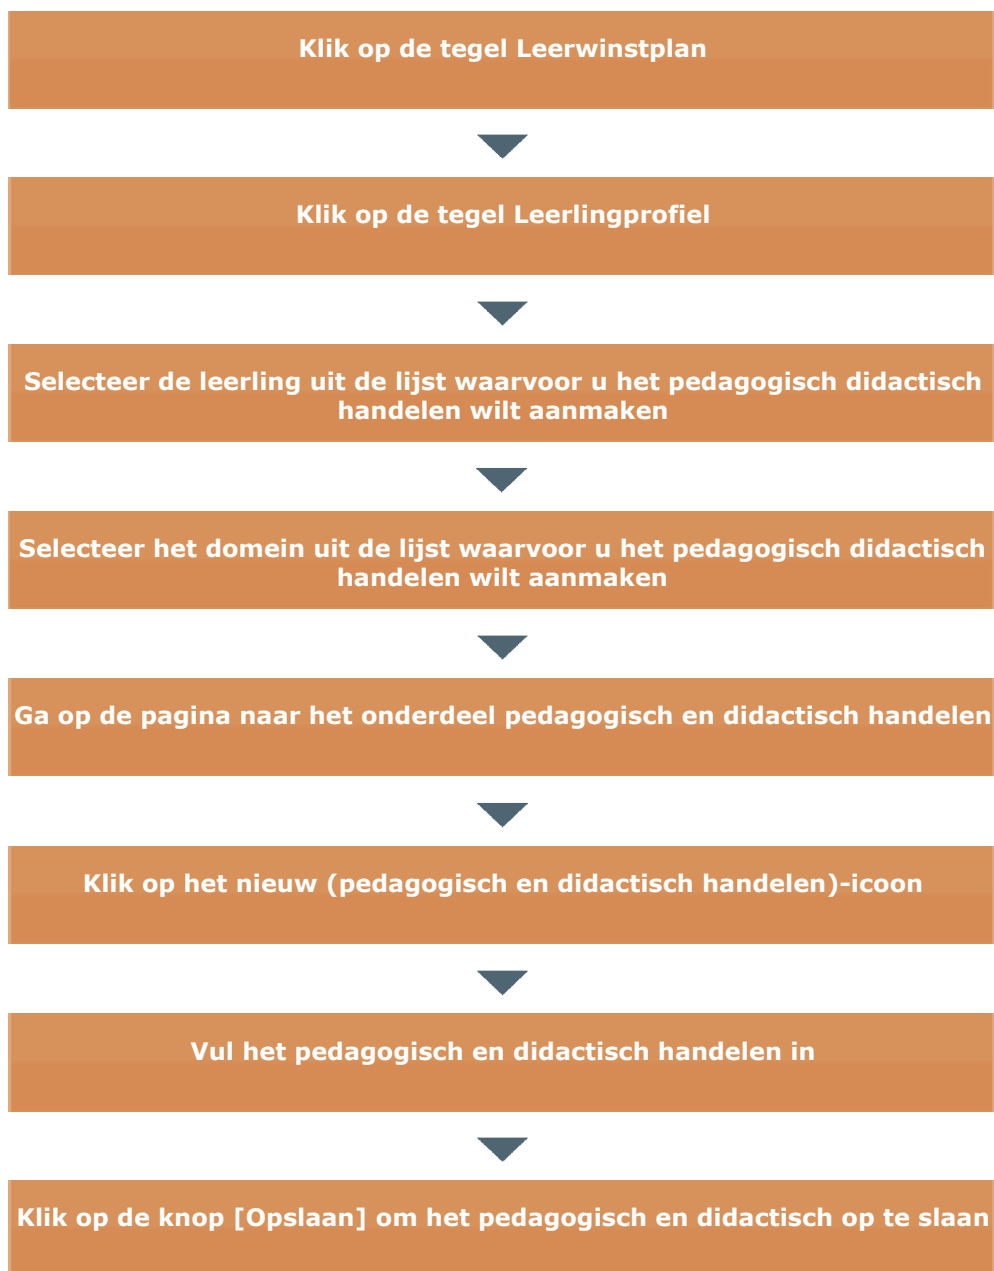 Klik op de tegel Leerwinstplan
Klik op de tegel Leerlingprofiel
Selecteer de leerling uit de lijst waarvoor u het pedagogisch didactisch
handelen wilt aanmaken
Selecteer het domein uit de lijst waarvoor u het pedagogisch didactisch
handelen wilt aanmaken
Ga op de pagina naar het onderdeel pedagogisch en didactisch handelen
Klik op het nieuw (pedagogisch en didactisch handelen)-icoon
Vul het pedagogisch en didactisch handelen in
Klik op de knop [Opslaan] om het pedagogisch en didactisch op te slaan